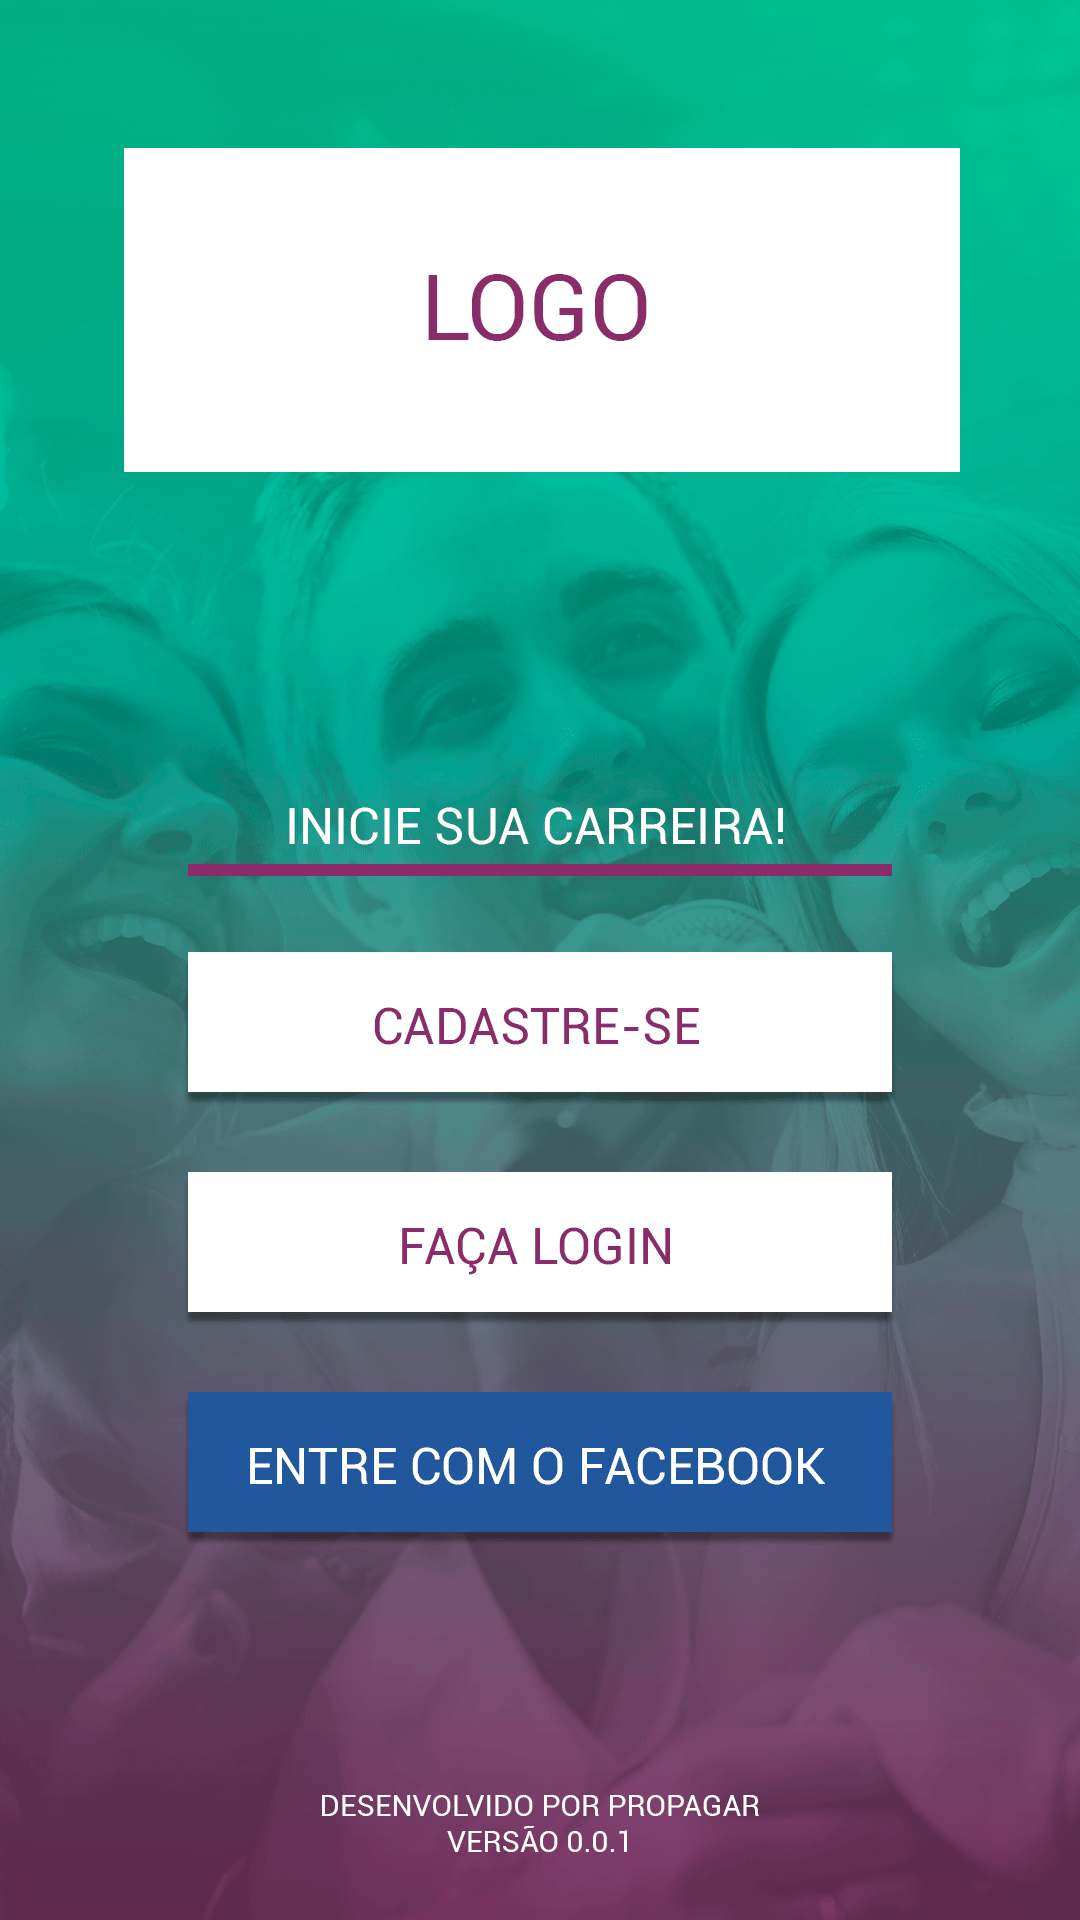 LOGO
INICIE SUA CARREIRA!
CADASTRE-SE
FAÇA LOGIN
ENTRE COM O FACEBOOK
DESENVOLVIDO POR PROPAGAR
VERSÃO 0.0.1